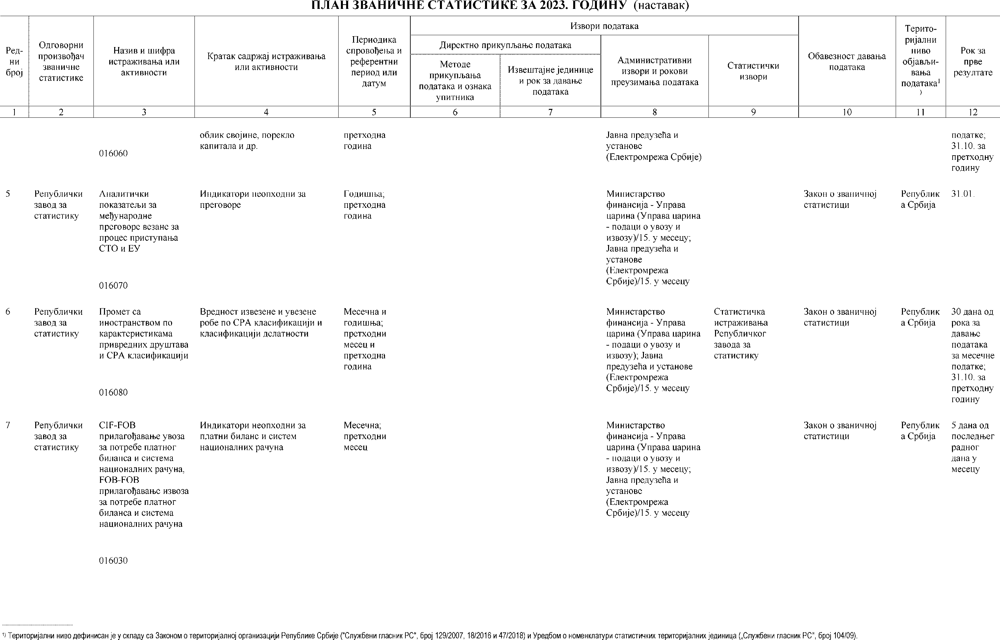 ПЛАН ЗВАНИЧНЕ СТАТИСТИКЕ ЗА 2023. ГОДИНУ (наставак)
Ред-
ни
број
Одговорни
произвођач
званичне
статистике
Назив и шифра
истраживања или
активности
Кратак садржај истраживања
или активности
Периодика
спровођења и
референтни
период или
датум
Извори података
Директно прикупљање података
Методе
прикупљања
података и ознака
упитника
Извештајне јединице
и рок за давање
података
Административни
извори и рокови
преузимања података
Статистички
извори
Обавезност давања
података
Терито-
ријални
ниво
објављи-
вања
података¹
)
Рок за
прве
резултате
1 2 3 4 5 6 7 8 9 10 11 12
016060
облик својине, порекло
капитала и др.
претходна
година
Јавна предузећа и
установе
(Електромрежа Србије)
податке;
31.10. за
претходну
годину
5
Републички
завод за
статистику
Аналитички
показатељи за
међународне
преговоре везане за
процес приступања
СТО и ЕУ
016070
Индикатори неопходни за
преговоре
Годишња;
претходна
година
Министарство
финансија - Управа
царина (Управа царина
- подаци о увозу и
извозу)/15. у месецу;
Јавна предузећа и
установе
(Електромрежа
Србије)/15. у месецу
Закон о званичној
статистици
Републик
а Србија
31.01.
6
Републички
завод за
статистику
Промет са
иностранством по
карактеристикама
привредних друштава
и CPA класификацији
016080
Вредност извезене и увезене
робе по CPA класификацији и
класификацији делатности
Месечна и
годишња;
претходни
месец и
претходна
година
Министарство
финансија - Управа
царина (Управа царина
- подаци о увозу и
извозу); Јавна
предузећа и установе
(Електромрежа
Србије)/15. у месецу
Статистичка
истраживања
Републичког
завода за
статистику
Закон о званичној
статистици
Републик
а Србија
30 дана од
рока за
давање
података
за месечне
податке;
31.10. за
претходну
годину
7
Републички
завод за
статистику
CIF-FOB
прилагођавање увоза
за потребе платног
биланса и система
националних рачуна,
FOB-FOB
прилагођавање извоза
за потребе платног
биланса и система
националних рачуна
016030
Индикатори неопходни за
платни биланс и систем
националних рачуна
Месечна;
претходни
месец
Министарство
финансија - Управа
царина (Управа царина
- подаци о увозу и
извозу)/15. у месецу;
Јавна предузећа и
установе
(Електромрежа
Србије)/15. у месецу
Закон о званичној
статистици
Републик
а Србија
5 дана од
последњег
радног
дана у
месецу
¹⁾ Територијални ниво дефинисан је у складу са Законом о територијалној организацији Републике Србије ("Службени гласник РС", број 129/2007, 18/2016 и 47/2018) и Уредбом о номенклатури статистичких територијалних јединица („Службени гласник РС", број 104/09).